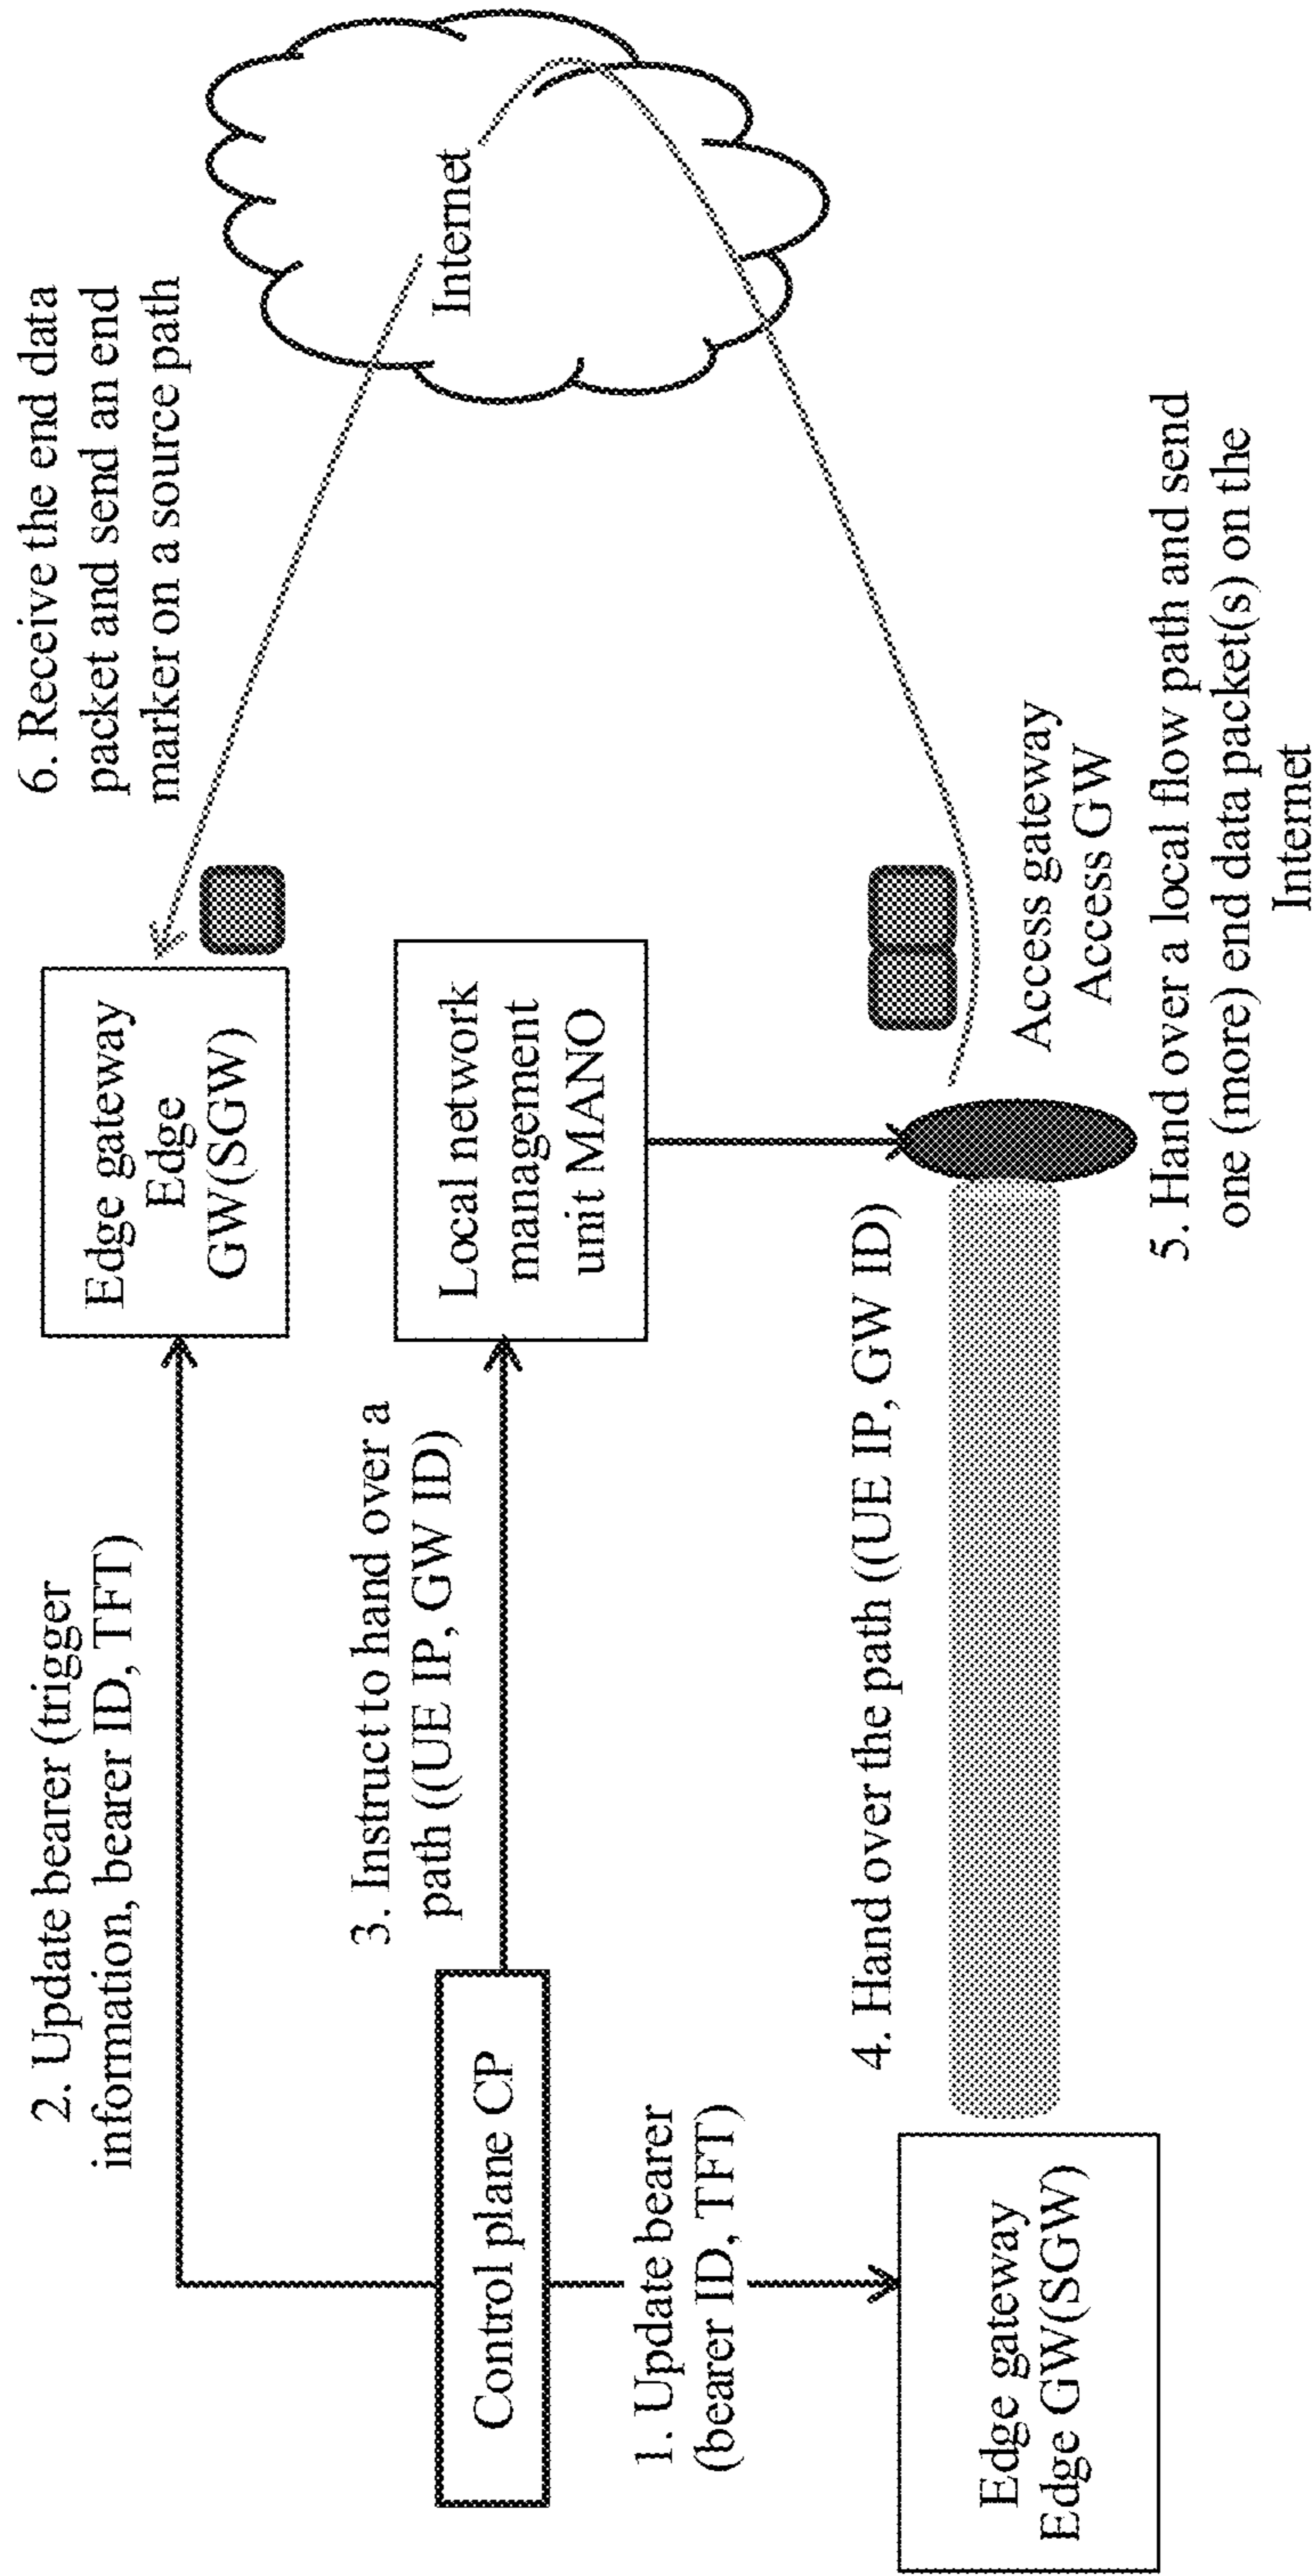 2. Update bearer (trigger
information, bearer ID, TFT)
6. Receive the end data
packet and send an end
marker on a source path
Edge gateway
Edge
GW(SGW)
Internet
Control plane CP
3. Instruct to hand over a
path ((UE IP, GW ID)
Local network
management
unit MANO
1. Update bearer
(bearer ID, TFT)
4. Hand over the path ((UE IP, GW ID)
Edge gateway
Edge GW(SGW)
Access gateway
Access GW
5. Hand over a local flow path and send
one (more) end data packet(s) on the
Internet